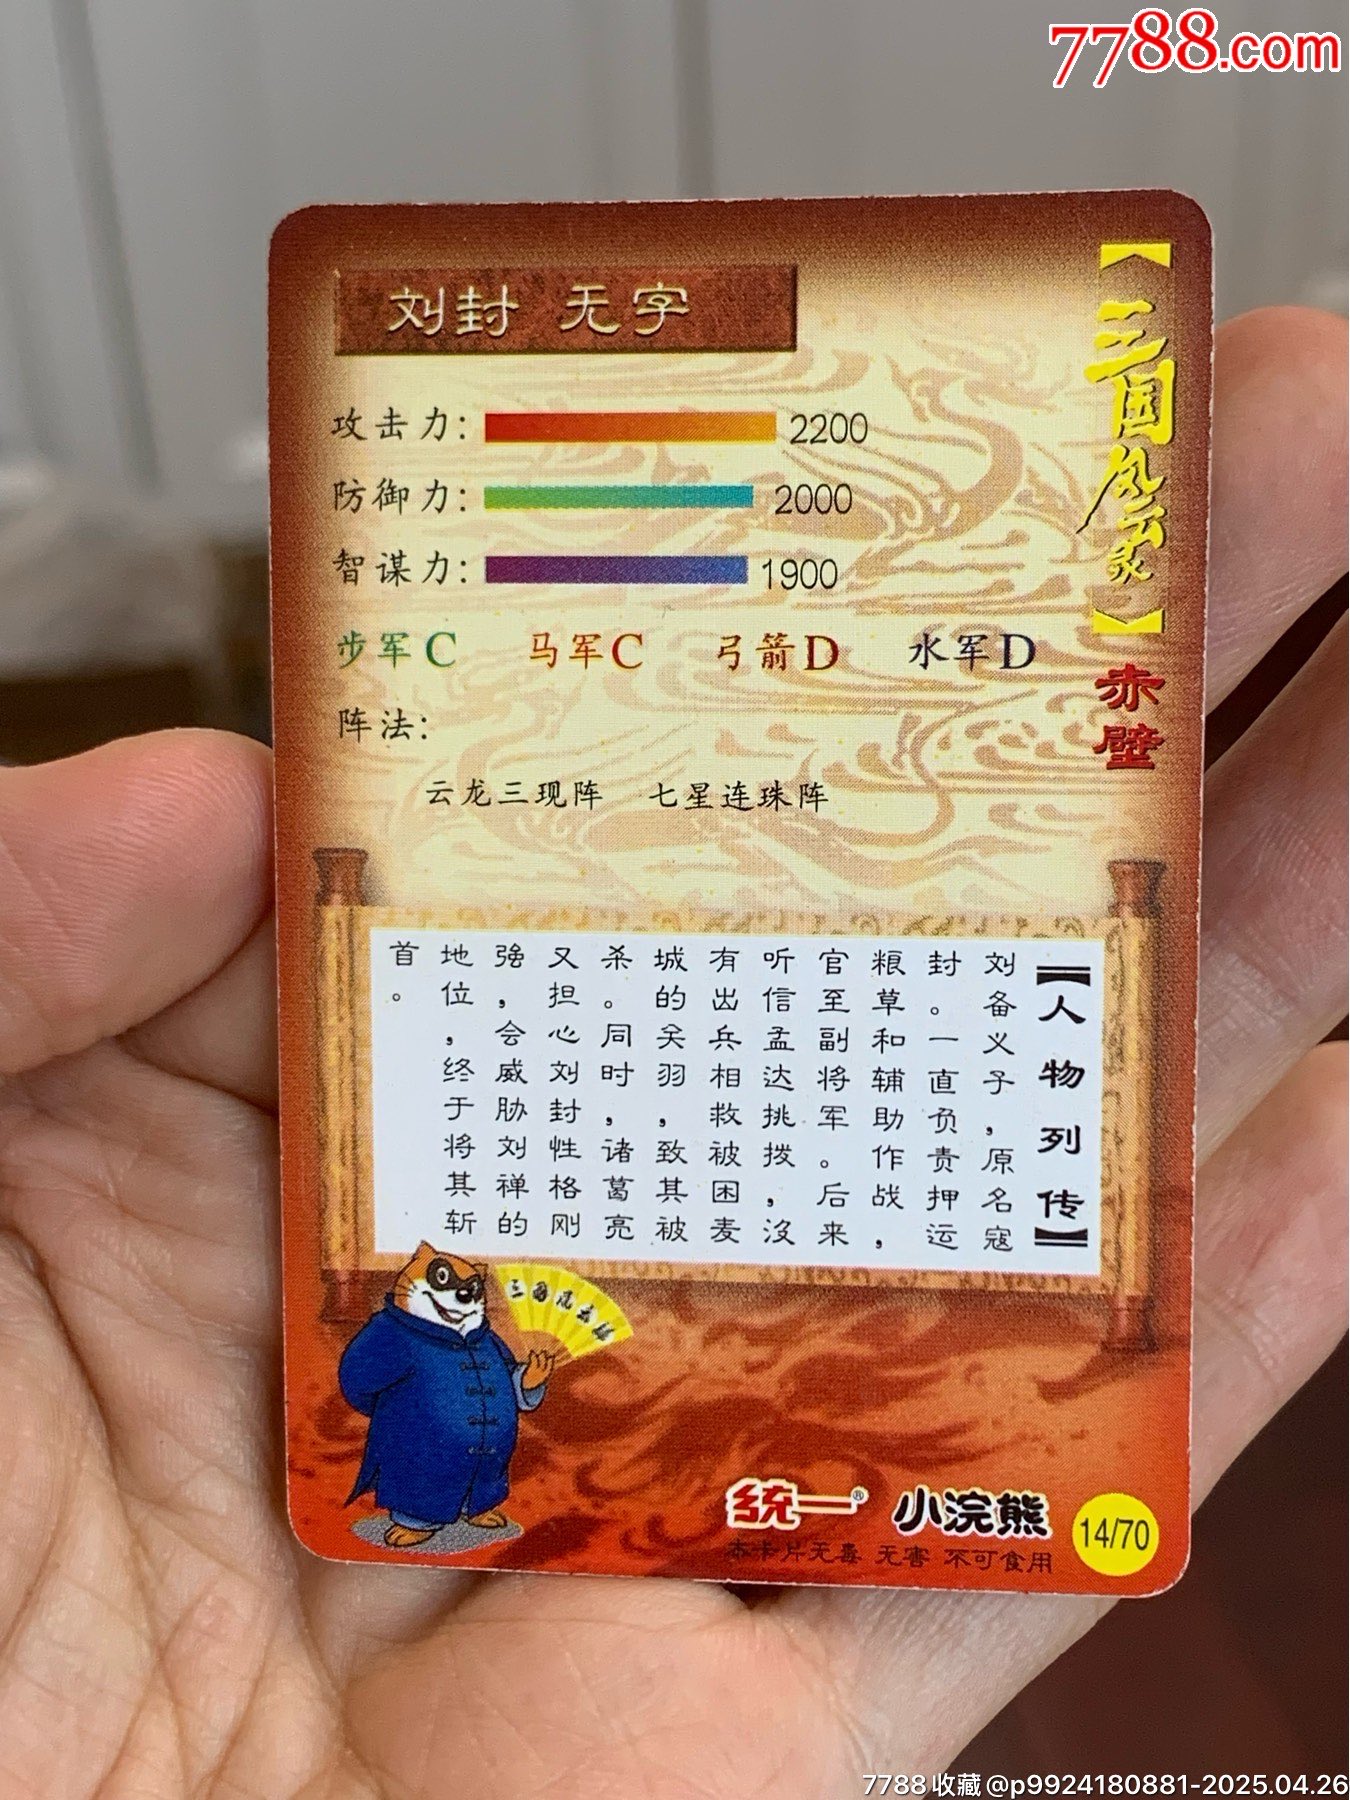 7788.com
刘封 无字
攻击力: 2200
防御力: 2000
智谋力: 1900
步军C 马军C 弓箭D 水军D
阵法:
云龙三现阵 七星连珠阵
【三国风云录】
赤壁
【人物列传】
刘备义子，原名寇
封。一直负责押运
粮草和辅助作战，
官至副将军。后来
听信孟达挑拨，没
有出兵相救被困麦
城的关羽，致其被
杀。同时，诸葛亮
又担心刘封性格刚
强，会威胁刘禅的
地位，终于将其斩
首。
三国风云录
统一® 小浣熊
14/70
本卡片无毒 无害 不可食用
7788收藏@p9924180881-2025.04.26